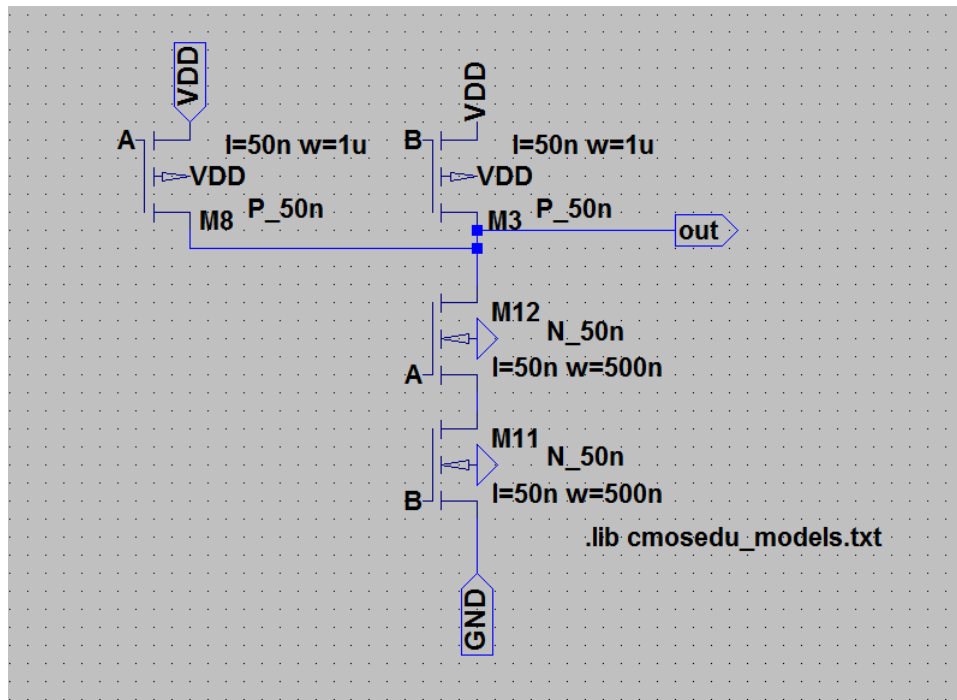 VDD
VDD
A
l=50n w=1u
B
l=50n w=1u
VDD
VDD
M8
P_50n
M3
P_50n
out
M12
N_50n
A
l=50n w=500n
M11
N_50n
B
l=50n w=500n
.lib cmosedu_models.txt
GND